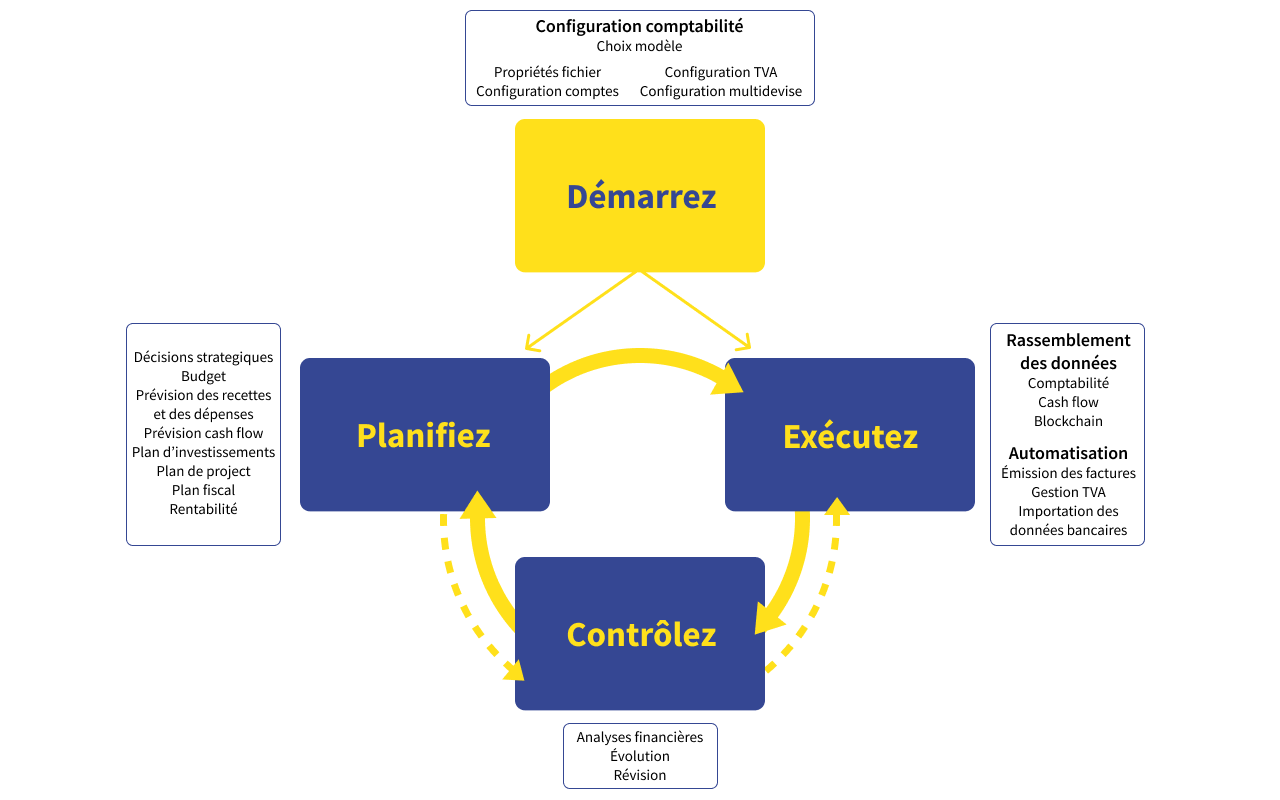 Configuration comptabilité
Choix modèle
Propriétés fichier
Configuration comptes
Configuration TVA
Configuration multidevise
Démarrez
Décisions strategiques
Budget
Prévision des recettes
et des dépenses
Prévision cash flow
Plan d'investissements
Plan de project
Plan fiscal
Rentabilité
Planifiez
Exécutez
Rassemblement
des données
Comptabilité
Cash flow
Blockchain
Automatisation
Émission des factures
Gestion TVA
Importation des
données bancaires
Contrôlez
Analyses financières
Évolution
Révision